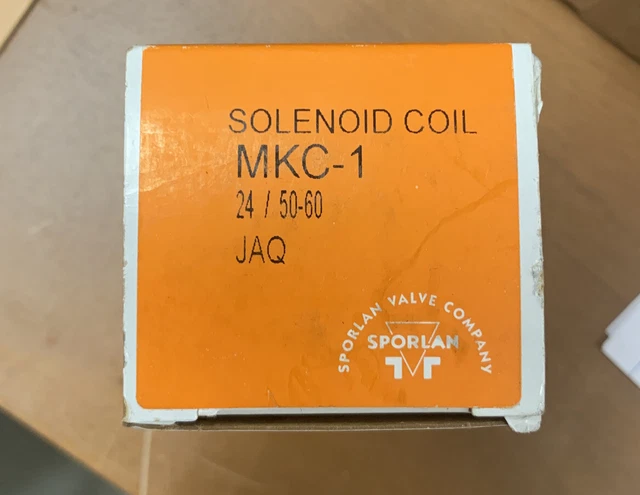 SOLENOID COIL
MKC-1
24 / 50-60
JAQ
SPORLAN VALVE COMPANY
SPORLAN